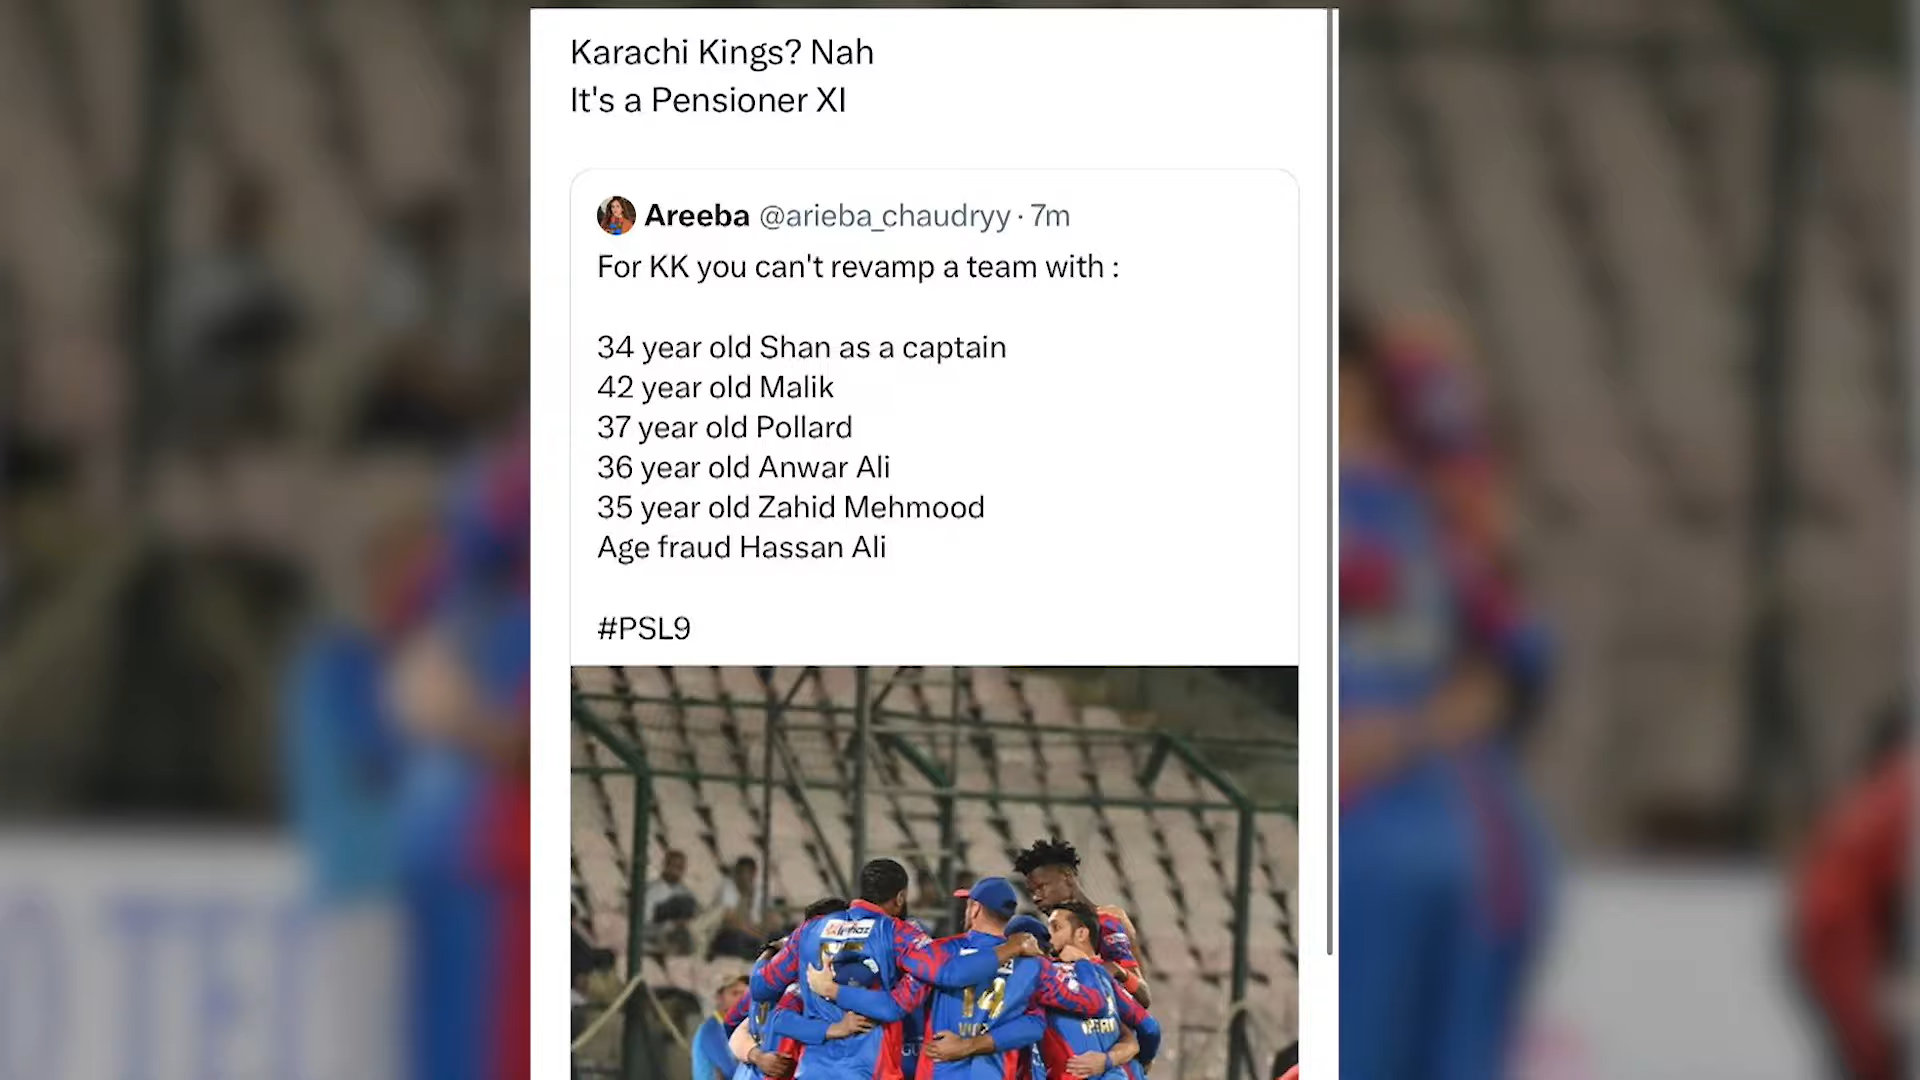 Karachi Kings? Nah
It's a Pensioner XI
Areeba @arieba_chaudryy · 7m
For KK you can't revamp a team with :
34 year old Shan as a captain
42 year old Malik
37 year old Pollard
36 year old Anwar Ali
35 year old Zahid Mehmood
Age fraud Hassan Ali
#PSL9
14